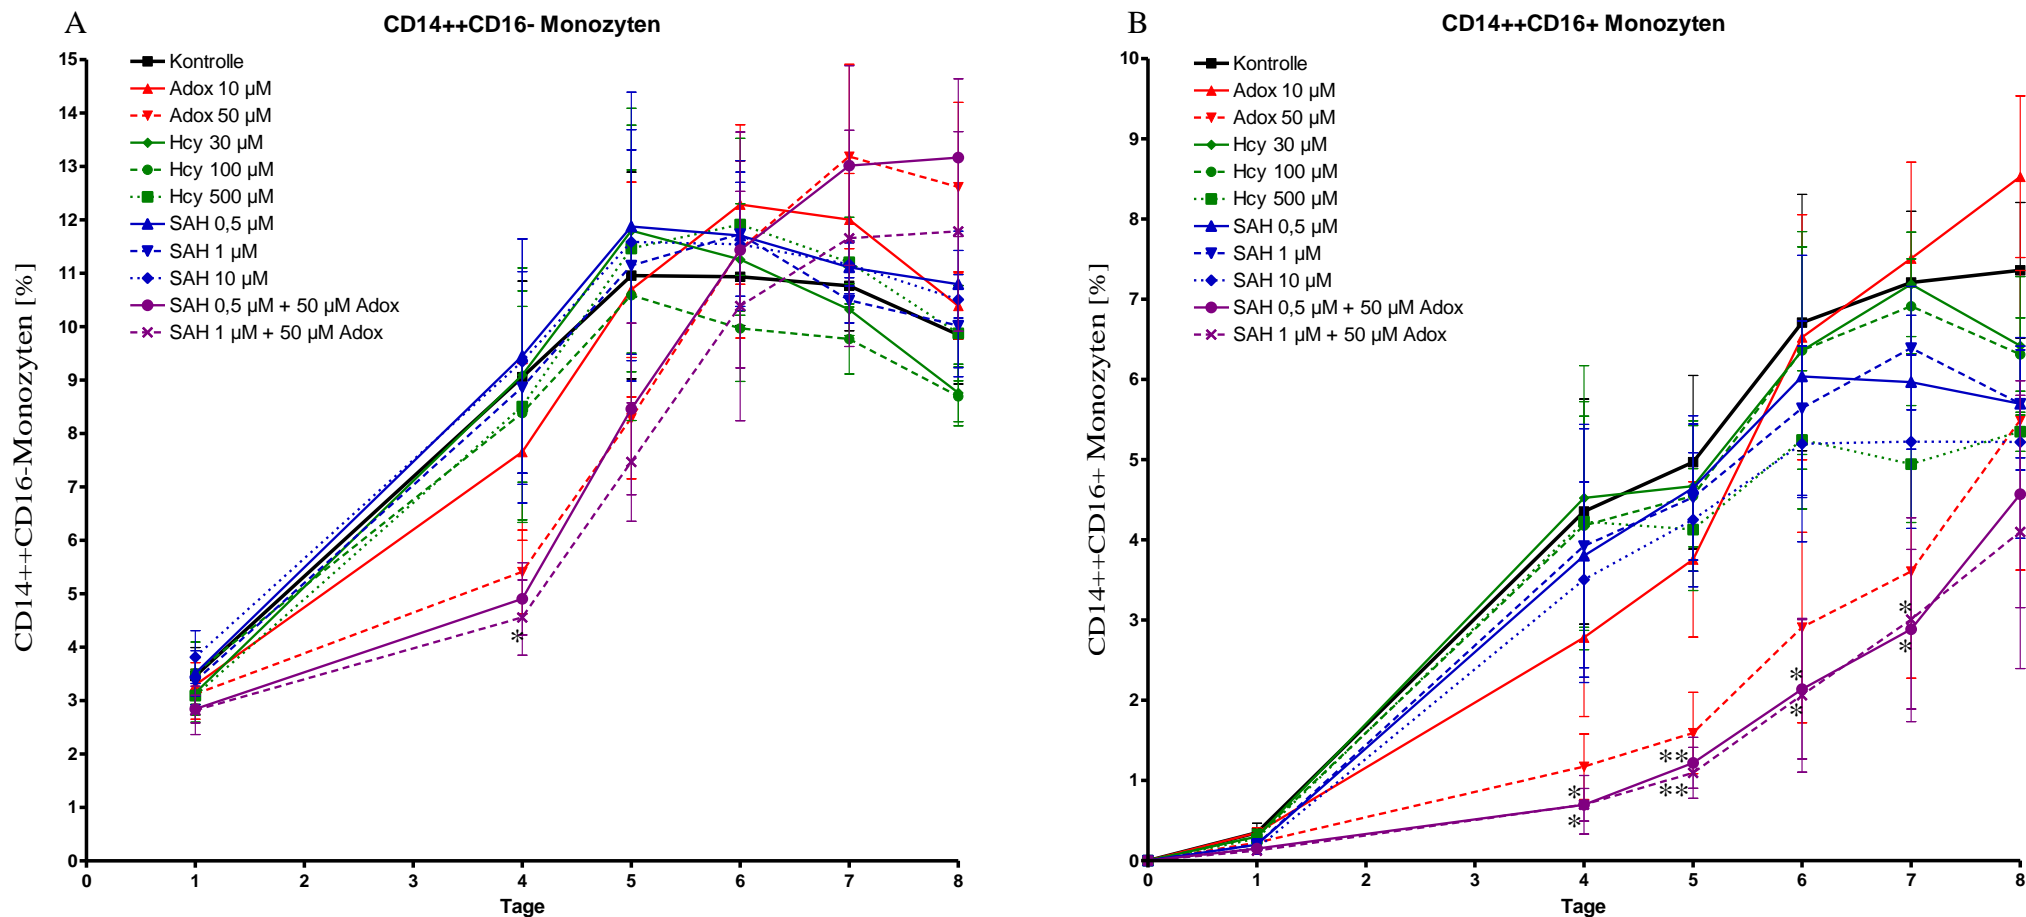 A
CD14++CD16- Monozyten
CD14++CD16-Monozyten [%]
15
14
13
12
11
10
9
8
7
6
5
4
3
2
1
0
Kontrolle
Adox 10 µM
Adox 50 µM
Hcy 30 µM
Hcy 100 µM
Hcy 500 µM
SAH 0,5 µM
SAH 1 µM
SAH 10 µM
SAH 0,5 µM + 50 µM Adox
SAH 1 µM + 50 µM Adox
*
0 1 2 3 4 5 6 7 8
Tage
B
CD14++CD16+ Monozyten
CD14++CD16+ Monozyten [%]
10
9
8
7
6
5
4
3
2
1
0
Kontrolle
Adox 10 µM
Adox 50 µM
Hcy 30 µM
Hcy 100 µM
Hcy 500 µM
SAH 0,5 µM
SAH 1 µM
SAH 10 µM
SAH 0,5 µM + 50 µM Adox
SAH 1 µM + 50 µM Adox
*
*
**
**
*
*
*
*
0 1 2 3 4 5 6 7 8
Tage